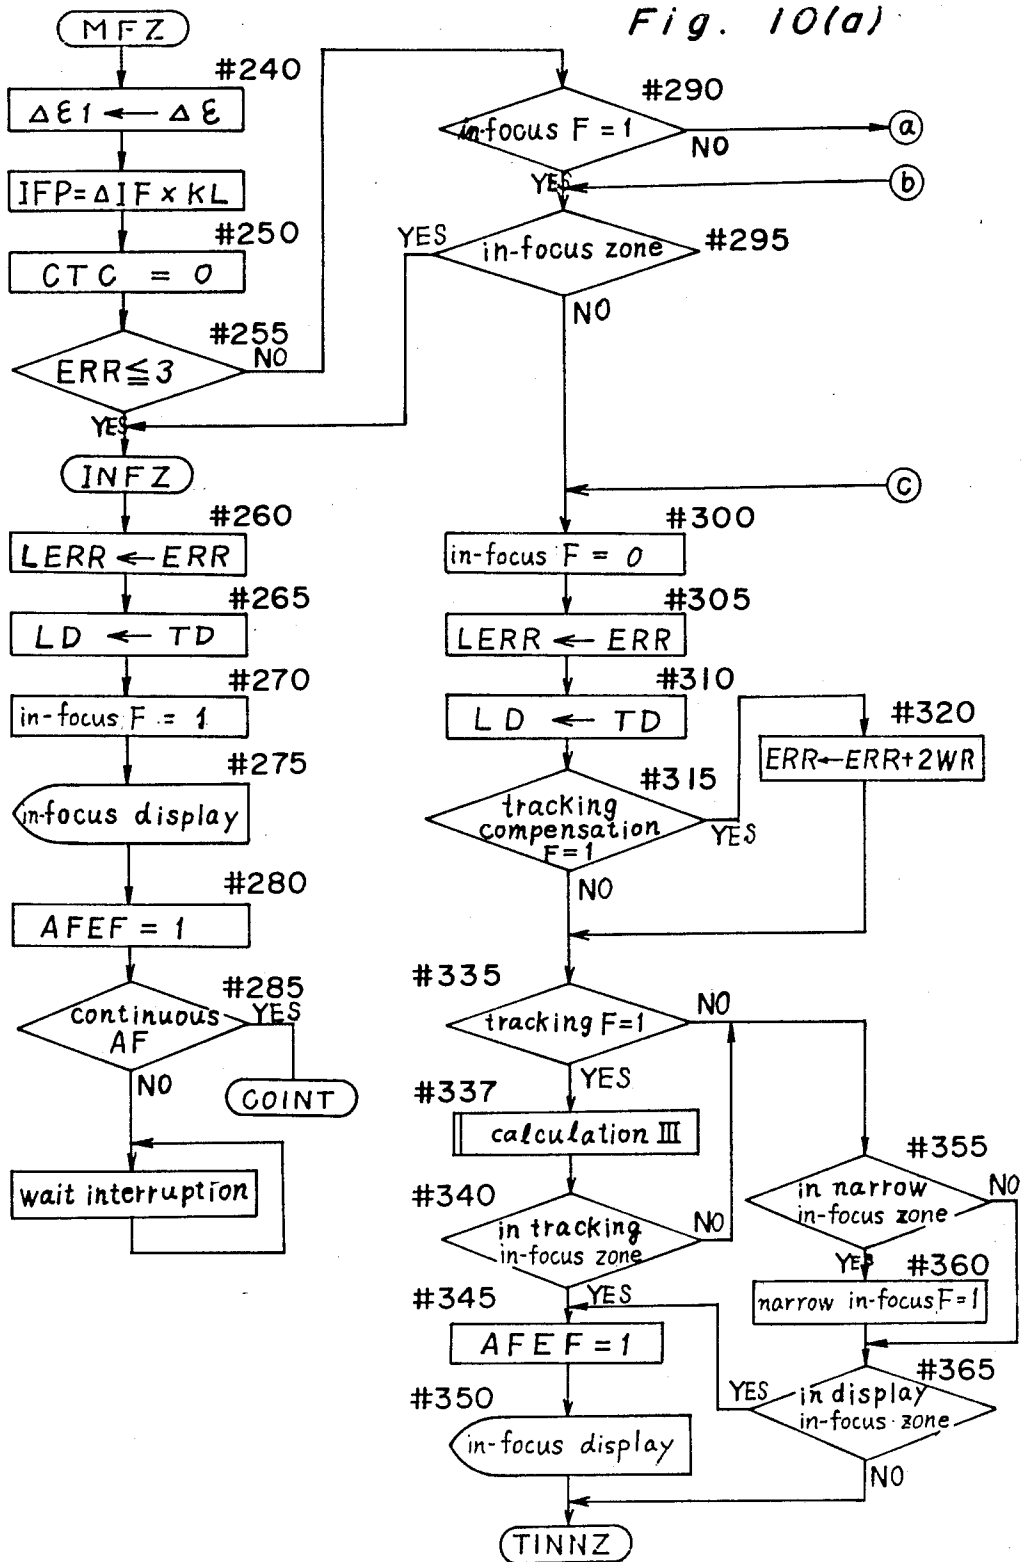 Fig. 10(a)
MFZ
#240
ΔƐ1 ← ΔƐ
IFP=ΔIF×KL
#250
CTC = 0
#255
ERR≦3
NO
YES
INFZ
#260
LERR ← ERR
#265
LD ← TD
#270
in-focus F = 1
#275
in-focus display
#280
AFEF = 1
#285
continuous
AF
YES
NO
COINT
wait interruption
#290
in-focus F = 1
NO
a
YES
b
#295
in-focus zone
YES
NO
c
#300
in-focus F = 0
#305
LERR ← ERR
#310
LD ← TD
#315
tracking
compensation
F=1
YES
NO
#320
ERR←ERR+2WR
#335
tracking F=1
NO
YES
#337
calculation III
#340
in tracking
in-focus zone
NO
YES
#345
AFEF=1
#350
in-focus display
#355
in narrow
in-focus zone
NO
YES
#360
narrow in-focus F=1
#365
in display
in-focus zone
YES
NO
TINNZ